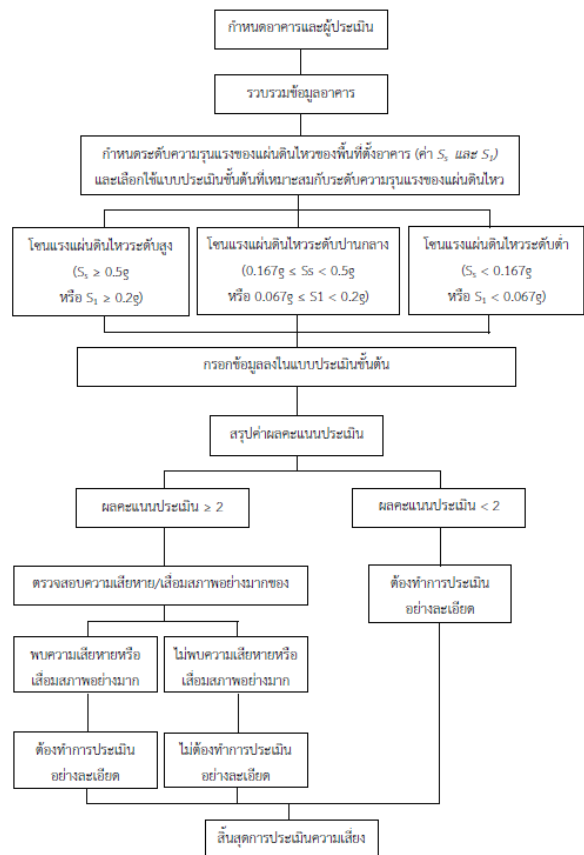 กำหนดอาคารและผู้ประเมิน
รวบรวมข้อมูลอาคาร
กำหนดระดับความรุนแรงของแผ่นดินไหวของพื้นที่ตั้งอาคาร (ค่า Sₛ และ S₁)
และเลือกใช้แบบประเมินขั้นต้นที่เหมาะสมกับระดับความรุนแรงของแผ่นดินไหว
โซนแรงแผ่นดินไหวระดับสูง
(Sₛ ≥ 0.5g
หรือ S₁ ≥ 0.2g)
โซนแรงแผ่นดินไหวระดับปานกลาง
(0.167g ≤ Ss < 0.5g
หรือ 0.067g ≤ S1 < 0.2g)
โซนแรงแผ่นดินไหวระดับต่ำ
(Sₛ < 0.167g
หรือ S₁ < 0.067g)
กรอกข้อมูลลงในแบบประเมินขั้นต้น
สรุปค่าผลคะแนนประเมิน
ผลคะแนนประเมิน ≥ 2
ผลคะแนนประเมิน < 2
ตรวจสอบความเสียหาย/เสื่อมสภาพอย่างมากของ
ต้องทำการประเมิน
อย่างละเอียด
พบความเสียหายหรือ
เสื่อมสภาพอย่างมาก
ไม่พบความเสียหายหรือ
เสื่อมสภาพอย่างมาก
ต้องทำการประเมิน
อย่างละเอียด
ไม่ต้องทำการประเมิน
อย่างละเอียด
สิ้นสุดการประเมินความเสี่ยง